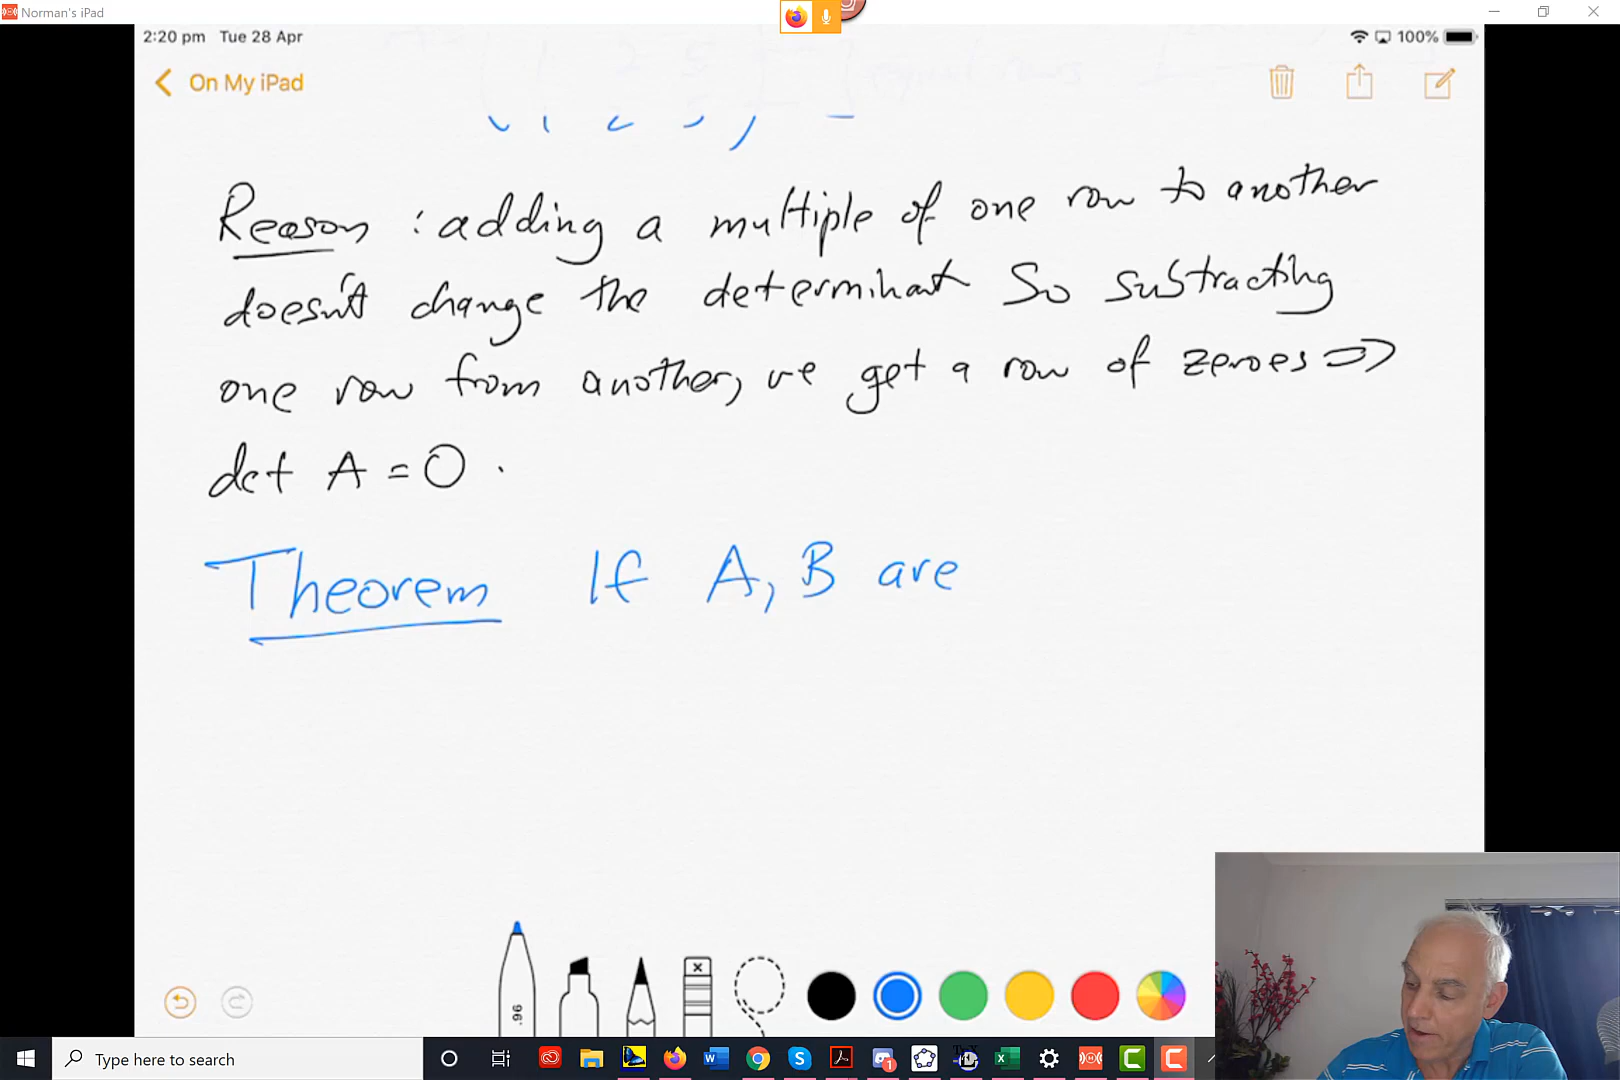 Norman's iPad
2:20 pm Tue 28 Apr
100%
On My iPad
Reason : adding a multiple of one row to another
doesn't change the determinant So subtracting
one row from another, we get a row of zeroes ⇒
det A = 0 .
Theorem If A, B are
96.
Type here to search
1